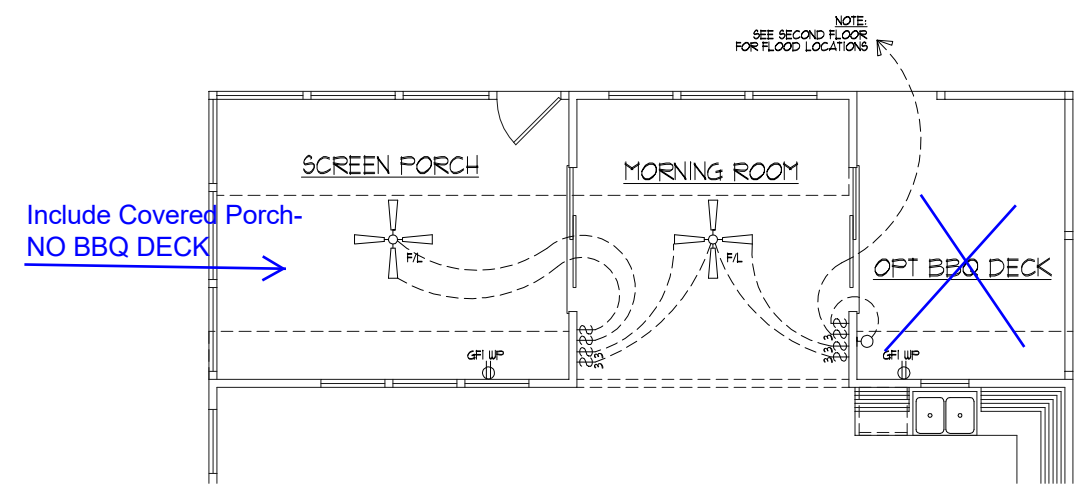 NOTE:
SEE SECOND FLOOR
FOR FLOOD LOCATIONS
SCREEN PORCH
MORNING ROOM
Include Covered Porch-
NO BBQ DECK
F/L
F/L
OPT BBQ DECK
GFI WP
GFI WP
3
3
3
3